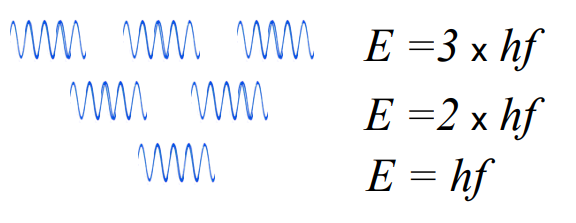 E =3 x hf
E =2 x hf
E = hf